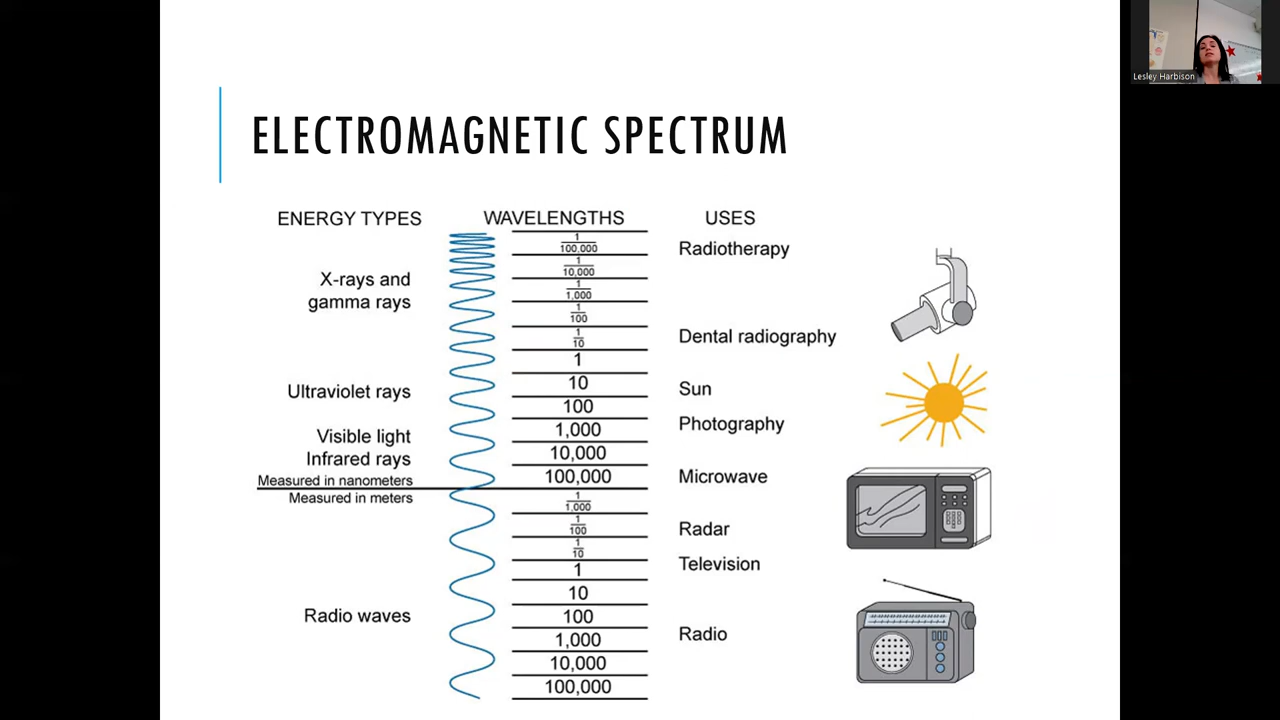 Lesley Harbison
ELECTROMAGNETIC SPECTRUM
ENERGY TYPES
WAVELENGTHS
USES
1/100,000
Radiotherapy
1/10,000
X-rays and
gamma rays
1/1,000
1/100
1/10
Dental radiography
1
Ultraviolet rays
10
Sun
100
Photography
Visible light
1,000
Infrared rays
10,000
Measured in nanometers
100,000
Microwave
Measured in meters
1/1,000
1/100
Radar
1/10
Television
1
10
Radio waves
100
1,000
Radio
10,000
100,000